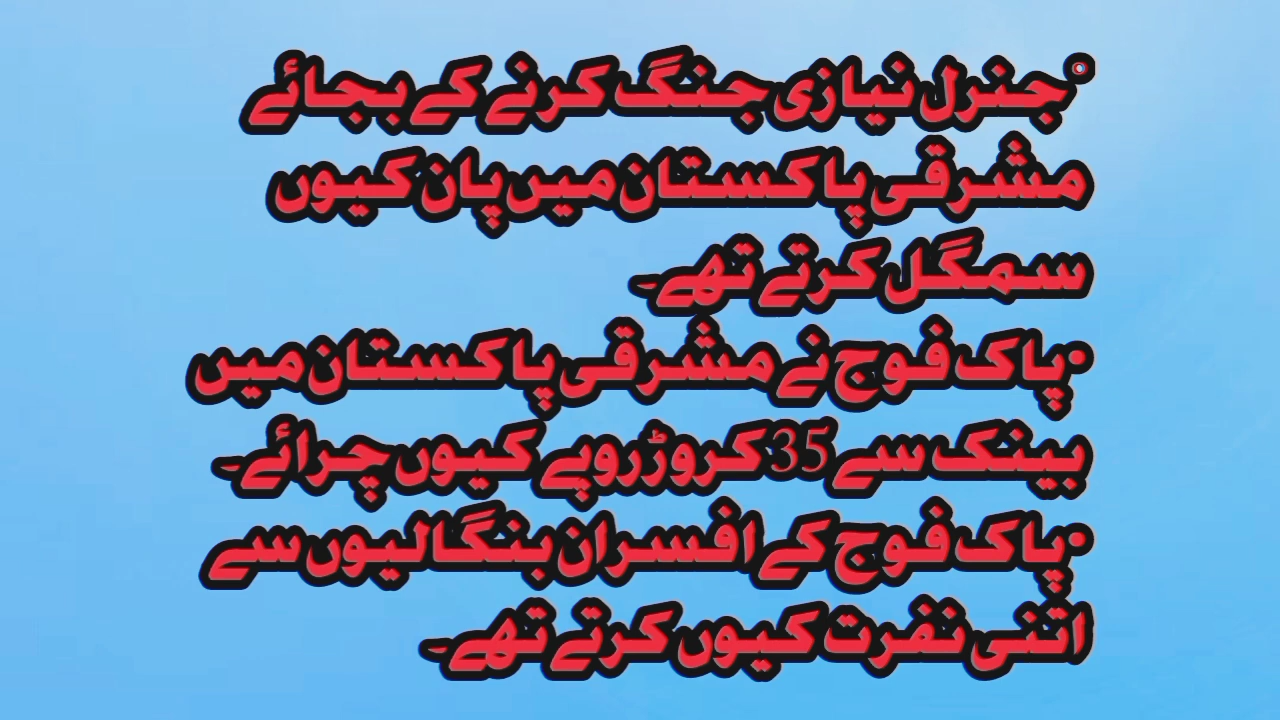 °جنرل نیازی جنگ کرنے کے بجائے
مشرقی پاکستان میں پان کیوں
سمگل کرتے تھے۔
•پاک فوج نے مشرقی پاکستان میں
بینک سے 35 کروڑ روپے کیوں چرائے۔
•پاک فوج کے افسران بنگالیوں سے
اتنی نفرت کیوں کرتے تھے۔